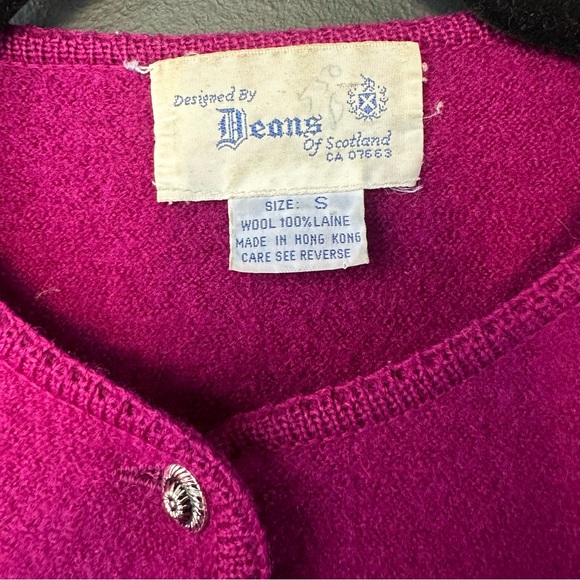 Designed By
Deans
Of Scotland
CA 07663
SIZE: S
WOOL 100% LAINE
MADE IN HONG KONG
CARE SEE REVERSE